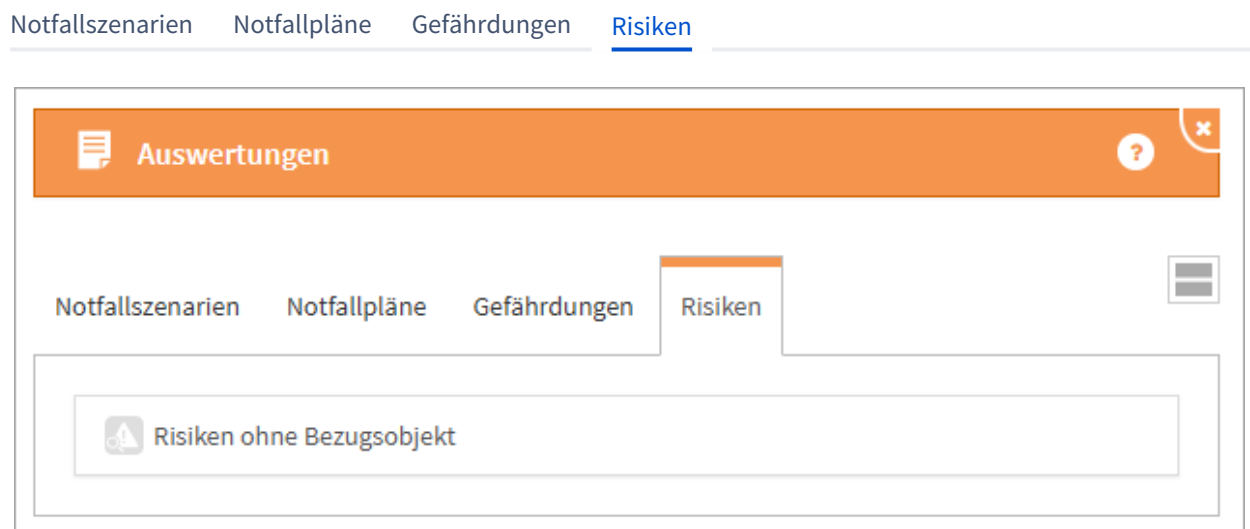 Notfallszenarien Notfallpläne Gefährdungen Risiken
Auswertungen ?
Notfallszenarien Notfallpläne Gefährdungen Risiken
Risiken ohne Bezugsobjekt